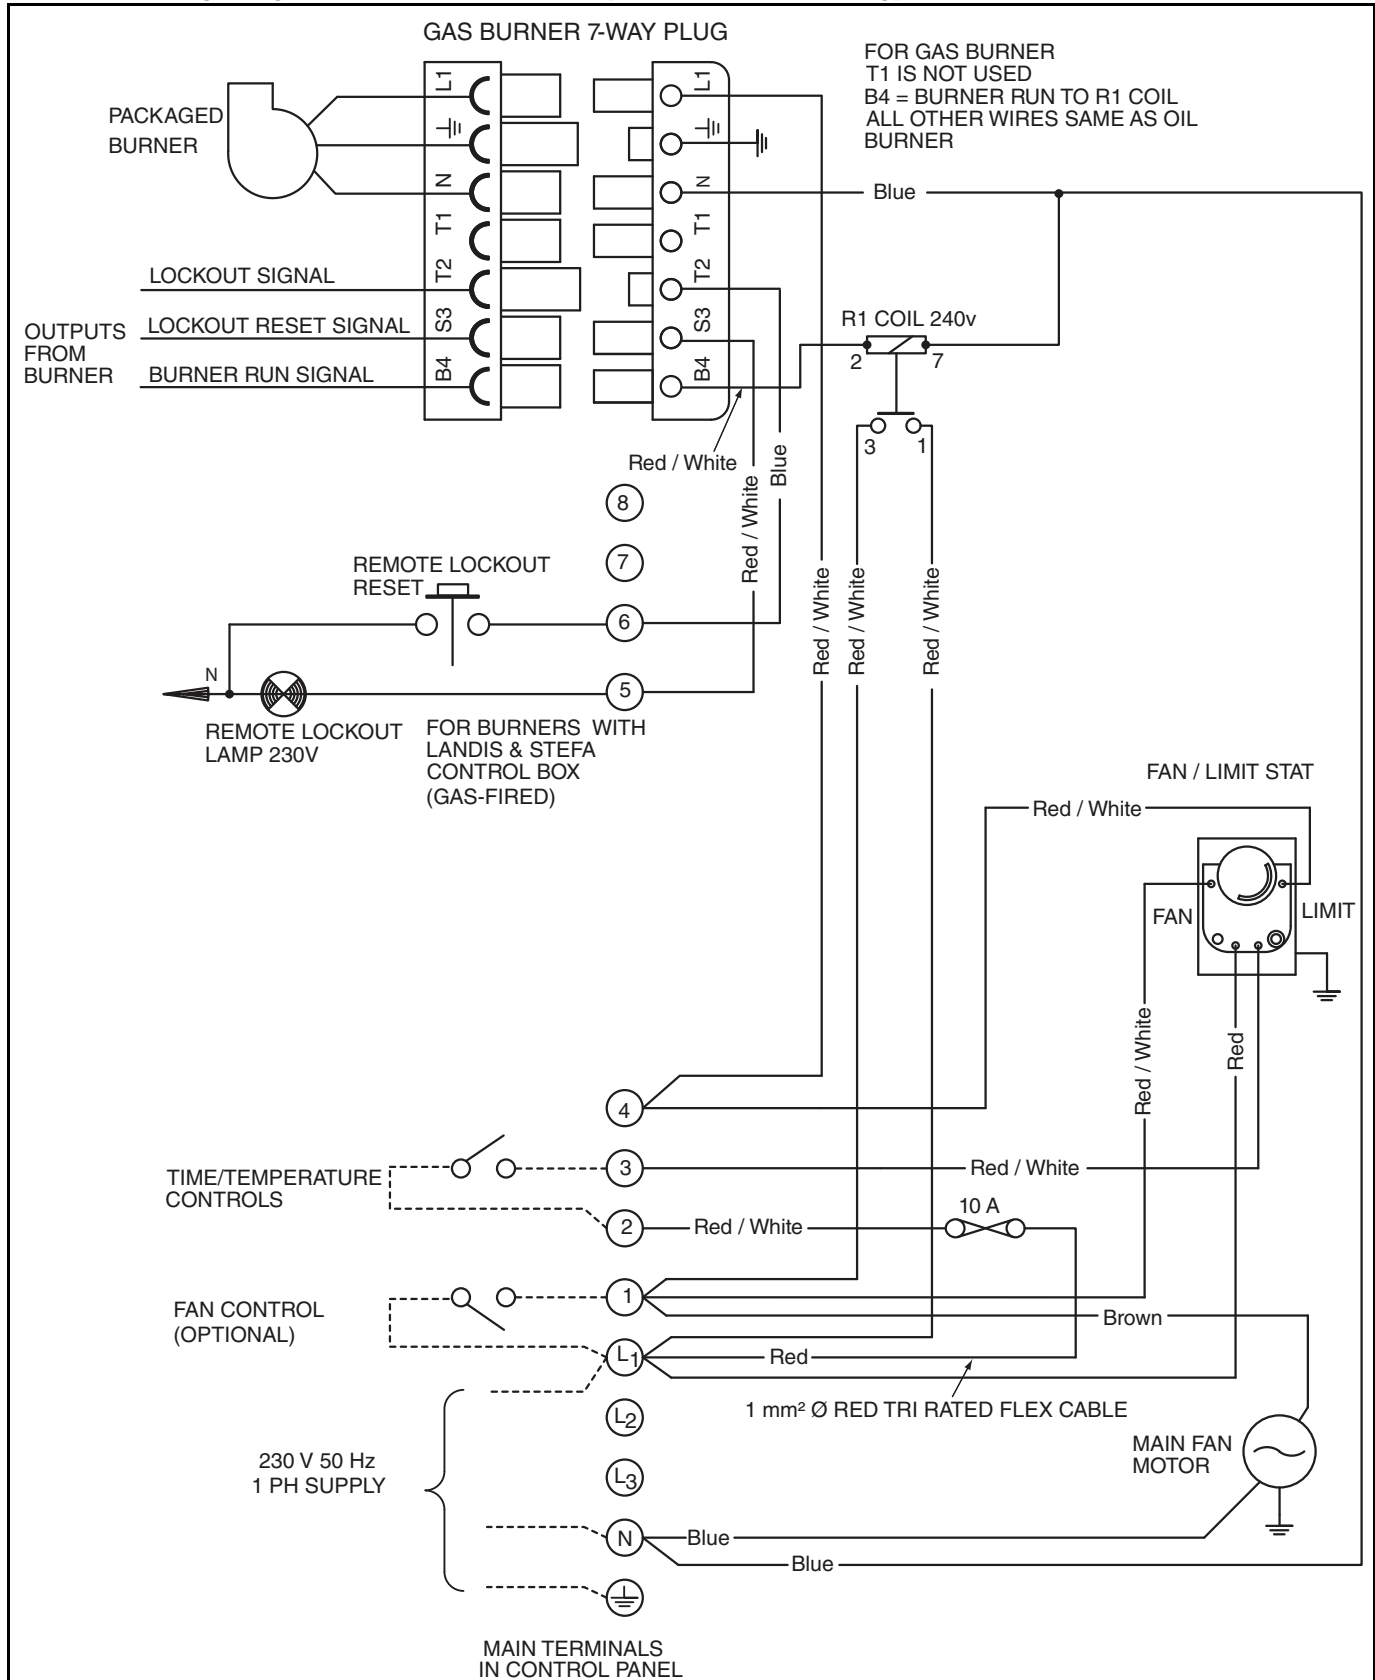 GAS BURNER 7-WAY PLUG
FOR GAS BURNER
T1 IS NOT USED
B4 = BURNER RUN TO R1 COIL
ALL OTHER WIRES SAME AS OIL
BURNER
PACKAGED
BURNER
L1
N
T1
T2
S3
B4
L1
N
T1
T2
S3
B4
Blue
LOCKOUT SIGNAL
OUTPUTS
FROM
BURNER
LOCKOUT RESET SIGNAL
BURNER RUN SIGNAL
R1 COIL 240v
2
7
3
1
Red / White
Blue
Red / White
8
7
6
5
REMOTE LOCKOUT
RESET
N
REMOTE LOCKOUT
LAMP 230V
FOR BURNERS WITH
LANDIS & STEFA
CONTROL BOX
(GAS-FIRED)
Red / White
Red / White
Red / White
FAN / LIMIT STAT
Red / White
FAN
LIMIT
Red / White
Red
4
3
Red / White
TIME/TEMPERATURE
CONTROLS
2
Red / White
10 A
FAN CONTROL
(OPTIONAL)
1
Brown
L1
Red
1 mm² Ø RED TRI RATED FLEX CABLE
L2
L3
230 V 50 Hz
1 PH SUPPLY
MAIN FAN
MOTOR
N
Blue
Blue
MAIN TERMINALS
IN CONTROL PANEL